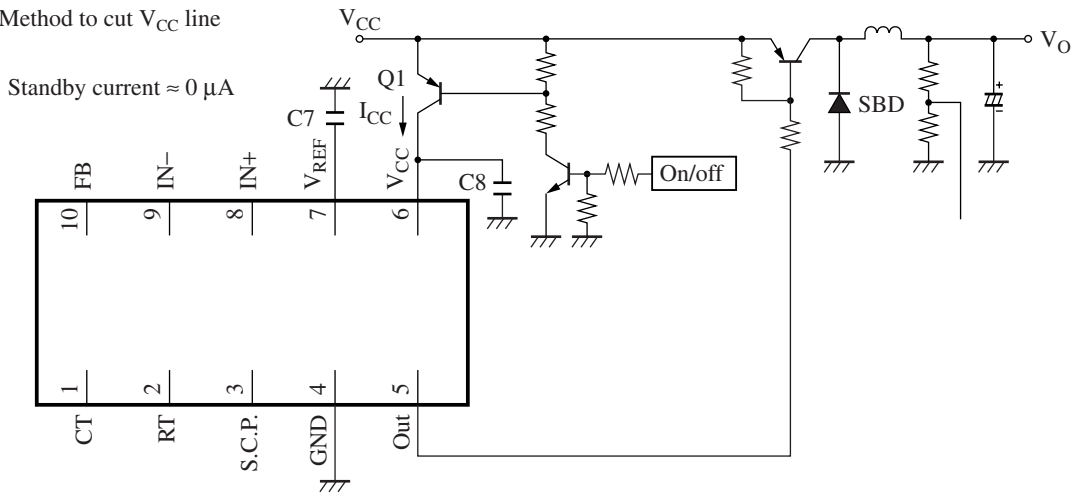 Method to cut VCC line
Standby current ≈ 0 μA
VCC
VO
Q1
ICC
C7
SBD
+
−
C8
On/off
FB
IN−
IN+
VREF
VCC
10
9
8
7
6
1
2
3
4
5
CT
RT
S.C.P.
GND
Out